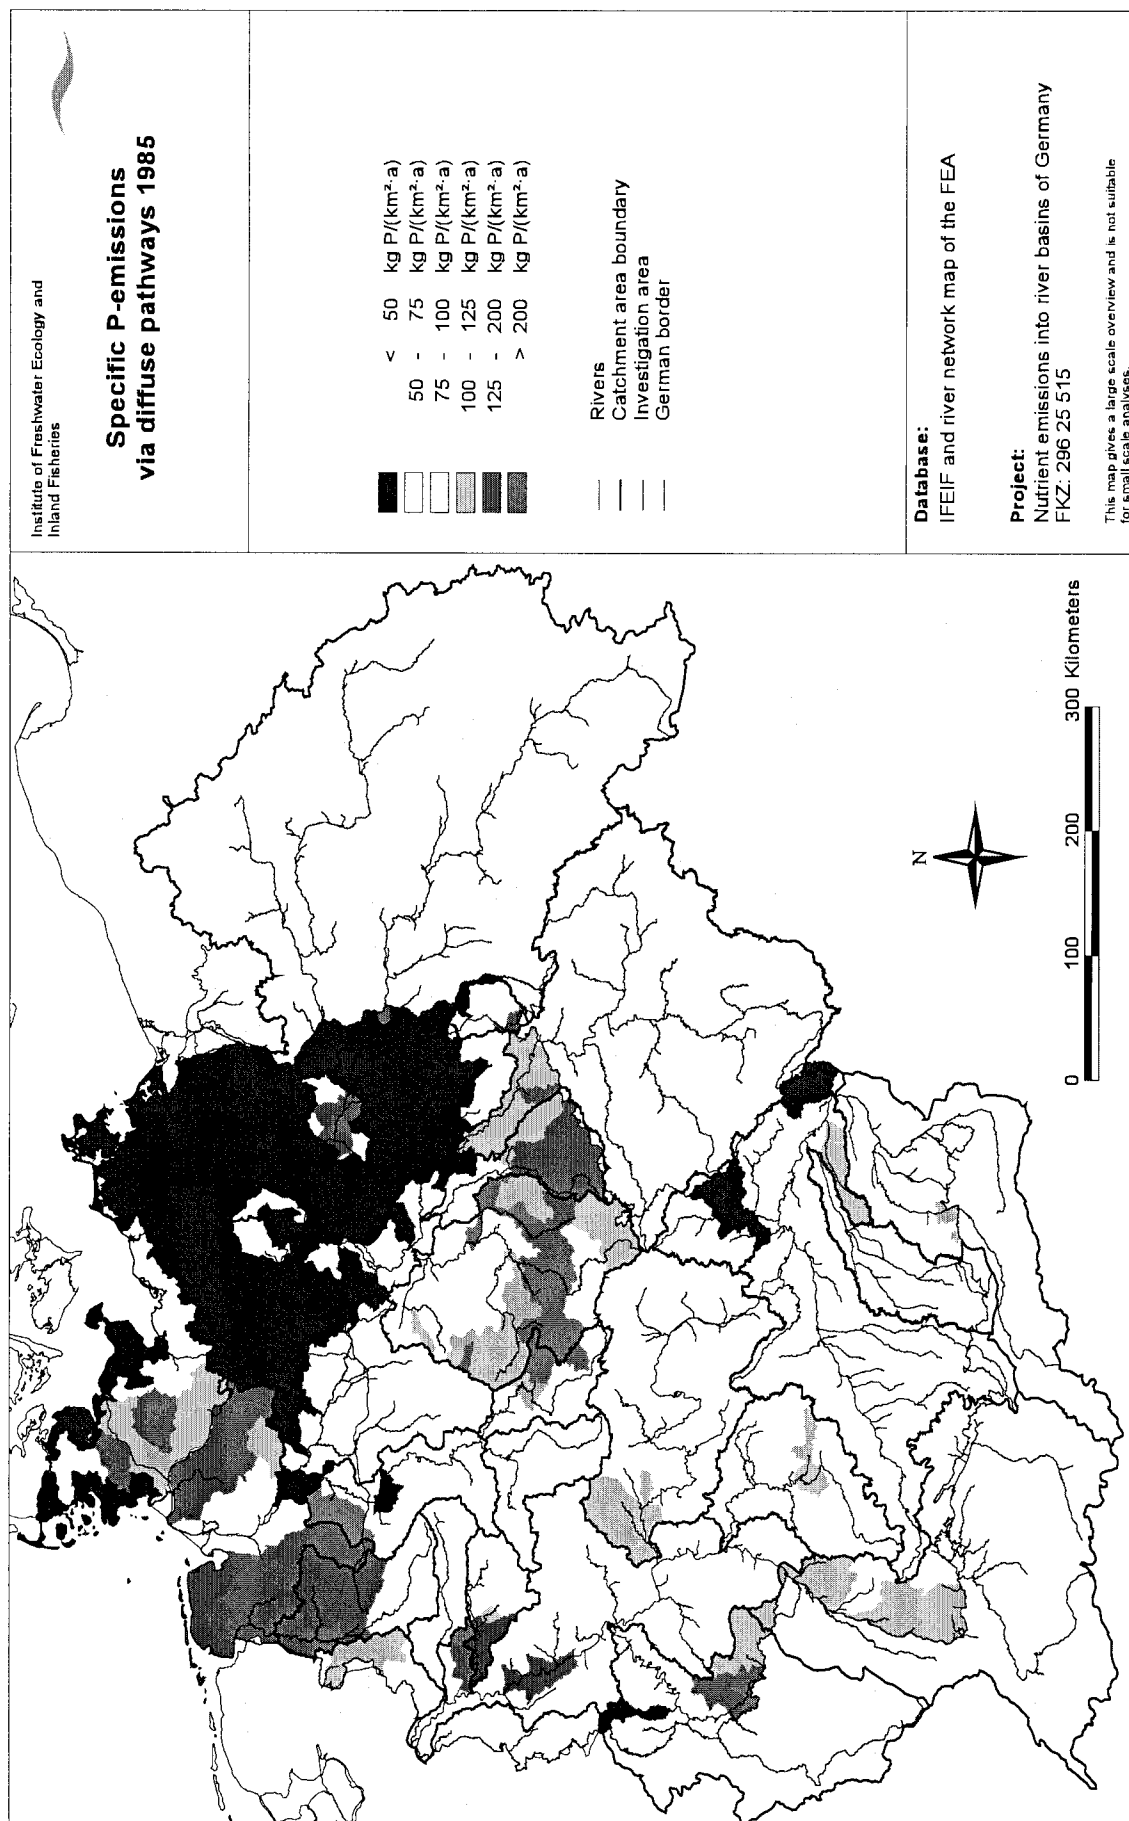 Institute of Freshwater Ecology and
Inland Fisheries
Specific P-emissions
via diffuse pathways 1985
< 50 kg P/(km²·a)
50 - 75 kg P/(km²·a)
75 - 100 kg P/(km²·a)
100 - 125 kg P/(km²·a)
125 - 200 kg P/(km²·a)
> 200 kg P/(km²·a)
Rivers
Catchment area boundary
Investigation area
German border
Database:
IFEIF and river network map of the FEA
Project:
Nutrient emissions into river basins of Germany
FKZ: 296 25 515
This map gives a large scale overview and is not suitable
for small scale analyses.
N
0 100 200 300 Kilometers